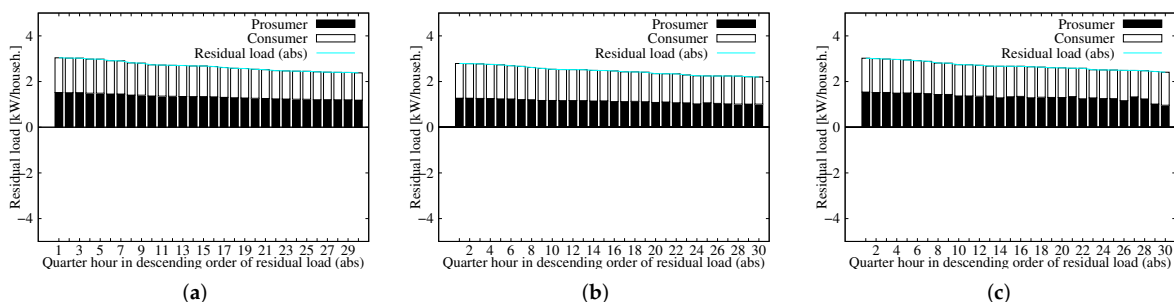 4
2
0
−2
−4
Residual load [kW/househ.]
Prosumer
Consumer
Residual load (abs)
1 3 5 7 9 11 13 15 17 19 21 23 25 27 29
Quarter hour in descending order of residual load (abs)
(a)
4
2
0
−2
−4
Residual load [kW/househ.]
Prosumer
Consumer
Residual load (abs)
2 4 6 8 10 12 14 16 18 20 22 24 26 28 30
Quarter hour in descending order of residual load (abs)
(b)
4
2
0
−2
−4
Residual load [kW/househ.]
Prosumer
Consumer
Residual load (abs)
2 4 6 8 10 12 14 16 18 20 22 24 26 28 30
Quarter hour in descending order of residual load (abs)
(c)